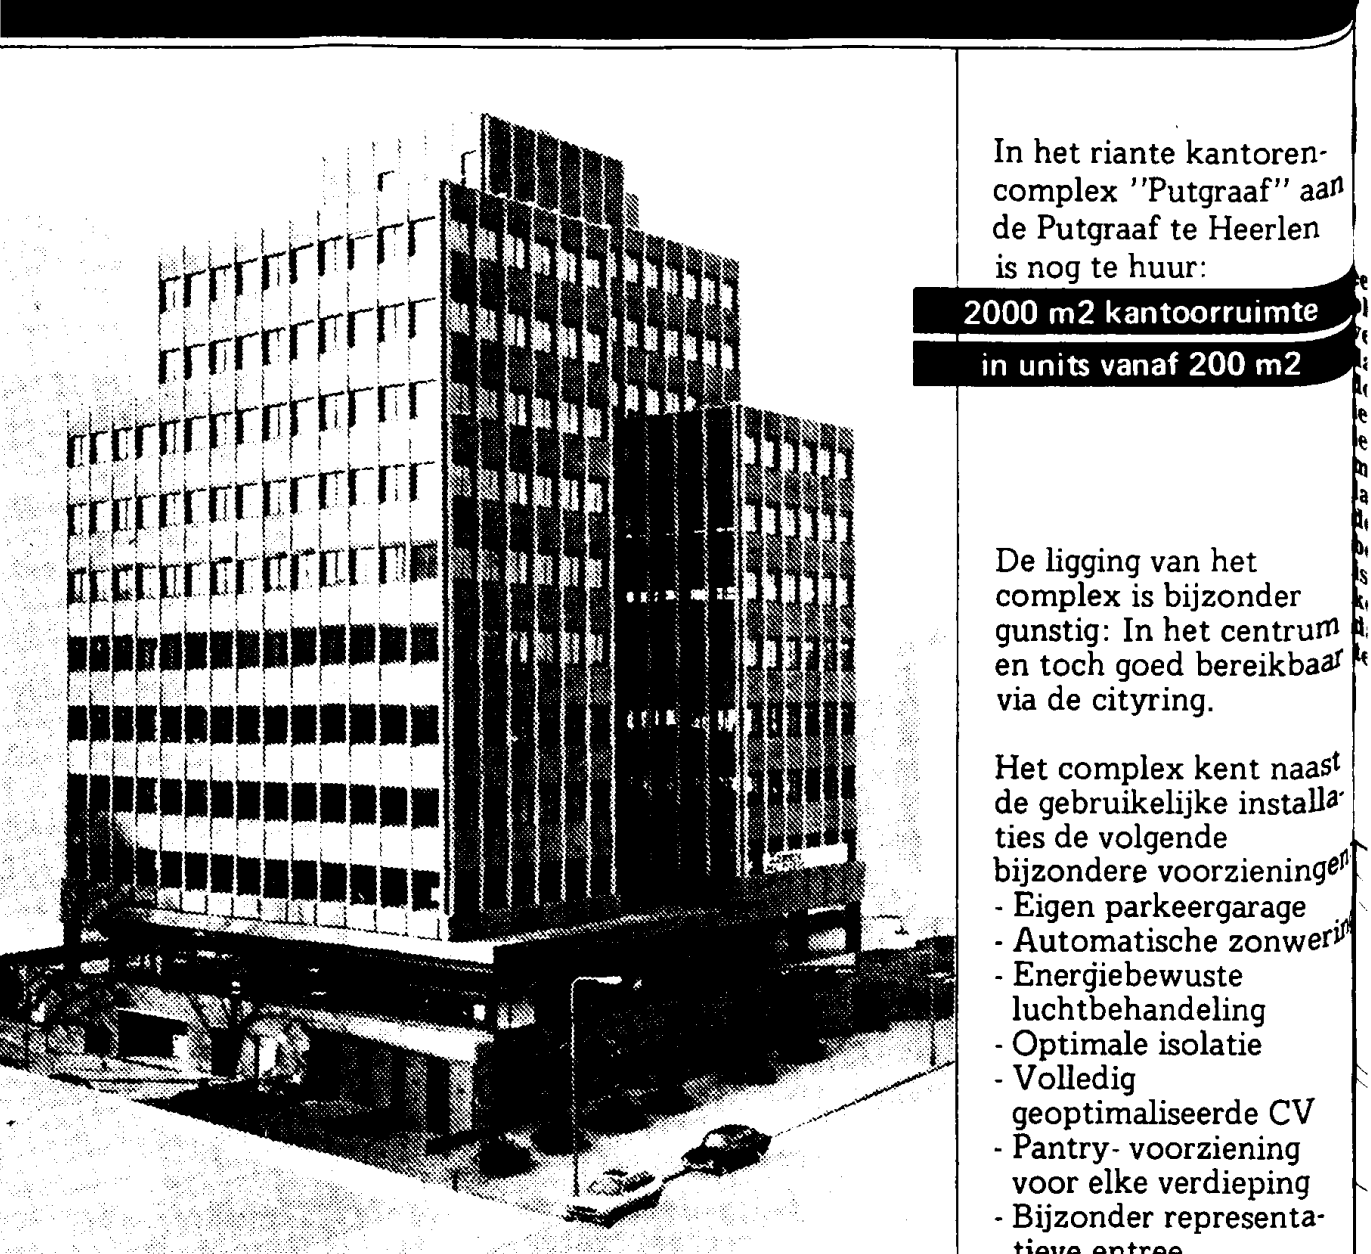 In het riante kantoren-
complex "Putgraaf" aan
de Putgraaf te Heerlen
is nog te huur:
2000 m2 kantoorruimte
in units vanaf 200 m2
De ligging van het
complex is bijzonder
gunstig: In het centrum
en toch goed bereikbaar
via de cityring.
Het complex kent naast
de gebruikelijke installa-
ties de volgende
bijzondere voorzieningen
- Eigen parkeergarage
- Automatische zonwering
- Energiebewuste
luchtbehandeling
- Optimale isolatie
- Volledig
geoptimaliseerde CV
- Pantry- voorziening
voor elke verdieping
- Bijzonder representa-
tieve entree